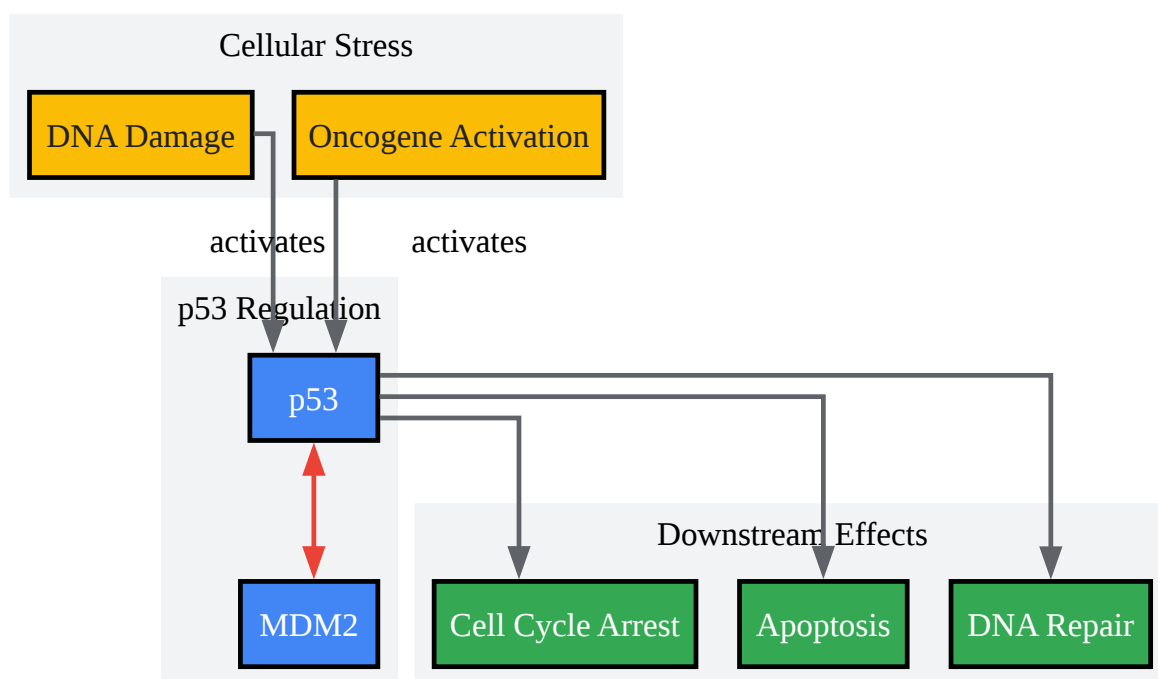 Cellular Stress
DNA Damage
Oncogene Activation
activates
activates
p53 Regulation
p53
Downstream Effects
MDM2
Cell Cycle Arrest
Apoptosis
DNA Repair